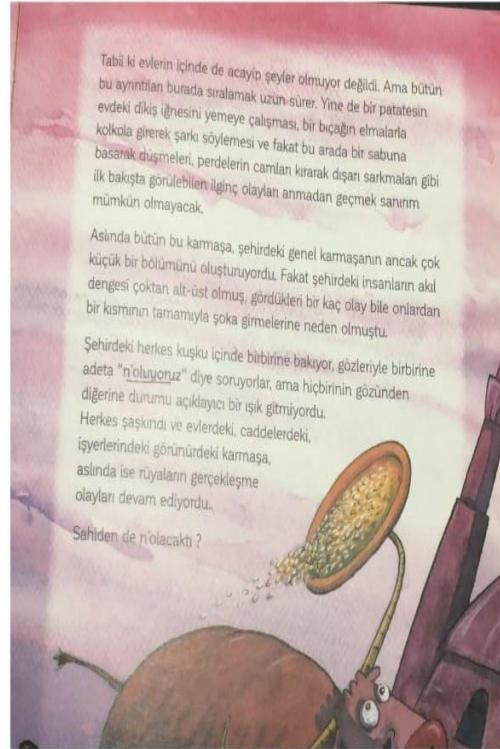 Tabii ki evlerin içinde de acayip şeyler olmuyor değildi. Ama bütün
bu ayrıntıları burada sıralamak uzun sürer. Yine de bir patatesin
evdeki dikiş iğnesini yemeye çalışması, bir bıçağın elmalarla
kolkola girerek şarkı söylemesi ve fakat bu arada bir sabuna
basarak düşmeleri, perdelerin camları kırarak dışarı sarkmaları gibi
ilk bakışta görülebilen ilginç olayları anmadan geçmek sanırım
mümkün olmayacak.
Aslında bütün bu karmaşa, şehirdeki genel karmaşanın ancak çok
küçük bir bölümünü oluşturuyordu. Fakat şehirdeki insanların akıl
dengesi çoktan alt-üst olmuş, gördükleri bir kaç olay bile onlardan
bir kısmının tamamıyla şoka girmelerine neden olmuştu.
Şehirdeki herkes kuşku içinde birbirine bakıyor, gözleriyle birbirine
adeta "n'oluyoruz" diye soruyorlar, ama hiçbirinin gözünden
diğerine durumu açıklayıcı bir ışık gitmiyordu.
Herkes şaşkındı ve evlerdeki, caddelerdeki,
işyerlerindeki görünürdeki karmaşa,
aslında ise rüyaların gerçekleşme
olayları devam ediyordu..
Sahiden de n'olacaktı ?